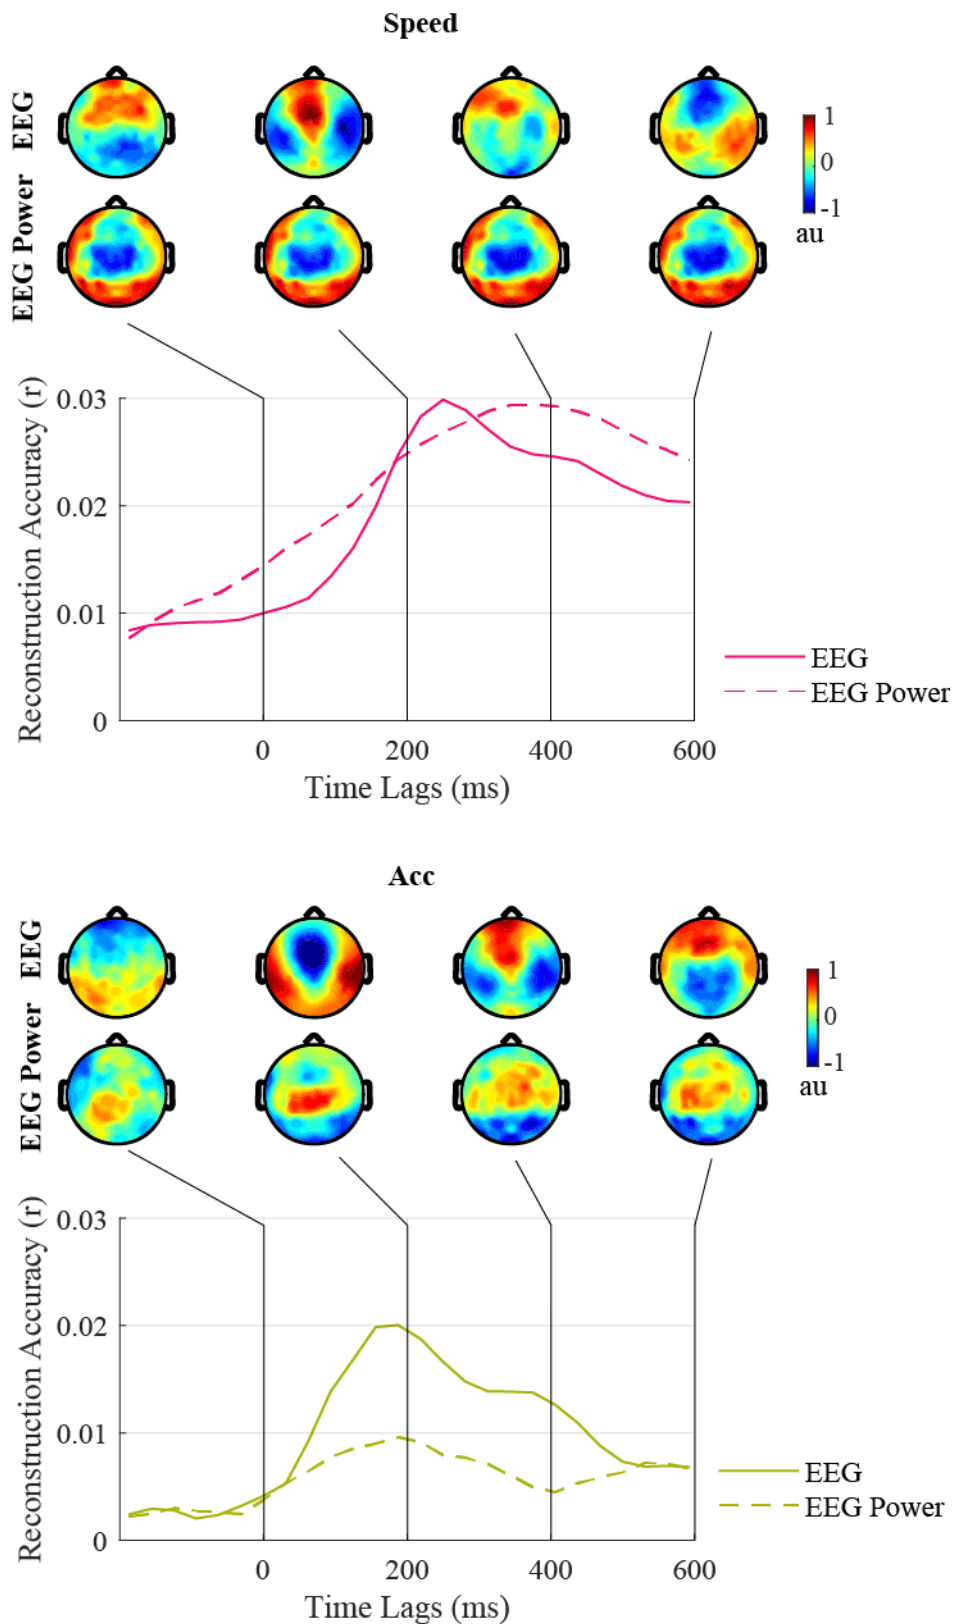 Speed
EEG
EEG Power
1
0
-1
au
Reconstruction Accuracy (r)
0.03
0.02
0.01
0
EEG
EEG Power
0
200
400
600
Time Lags (ms)
Acc
EEG
EEG Power
1
0
-1
au
Reconstruction Accuracy (r)
0.03
0.02
0.01
0
EEG
EEG Power
0
200
400
600
Time Lags (ms)